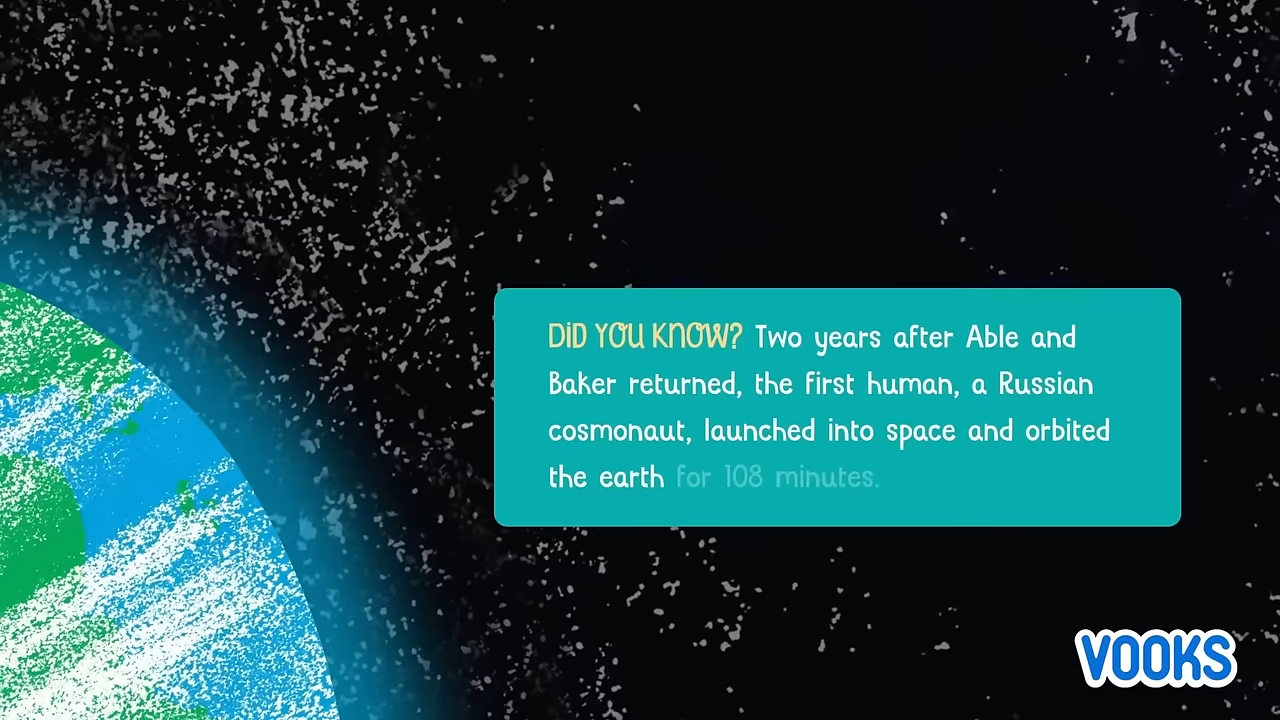 DiD YOU KNOW? Two years after Able and
Baker returned, the first human, a Russian
cosmonaut, launched into space and orbited
the earth for 108 minutes.
VOOKS